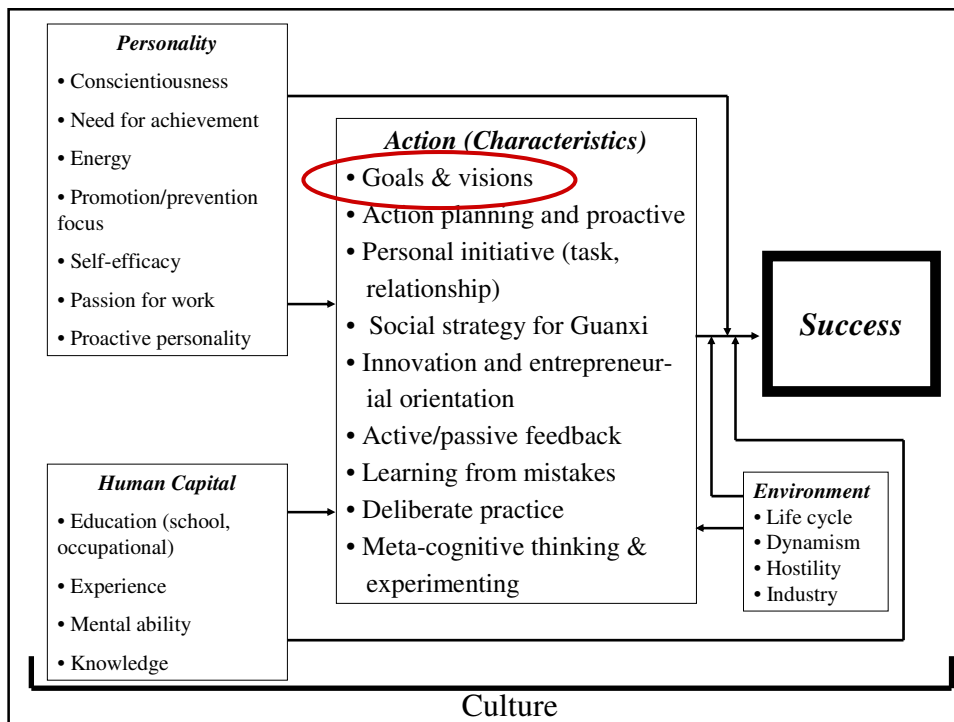 Personality
• Conscientiousness
• Need for achievement
• Energy
• Promotion/prevention
focus
• Self-efficacy
• Passion for work
• Proactive personality
Human Capital
• Education (school,
occupational)
• Experience
• Mental ability
• Knowledge
Action (Characteristics)
• Goals & visions
• Action planning and proactive
• Personal initiative (task,
relationship)
• Social strategy for Guanxi
• Innovation and entrepreneur-
ial orientation
• Active/passive feedback
• Learning from mistakes
• Deliberate practice
• Meta-cognitive thinking &
experimenting
Success
Environment
• Life cycle
• Dynamism
• Hostility
• Industry
Culture